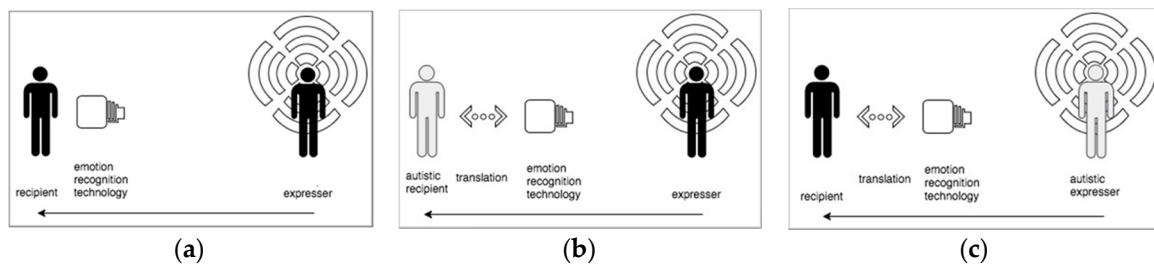 recipient
emotion
recognition
technology
expresser
(a)
autistic
recipient
translation
emotion
recognition
technology
expresser
(b)
recipient
translation
emotion
recognition
technology
autistic
expresser
(c)